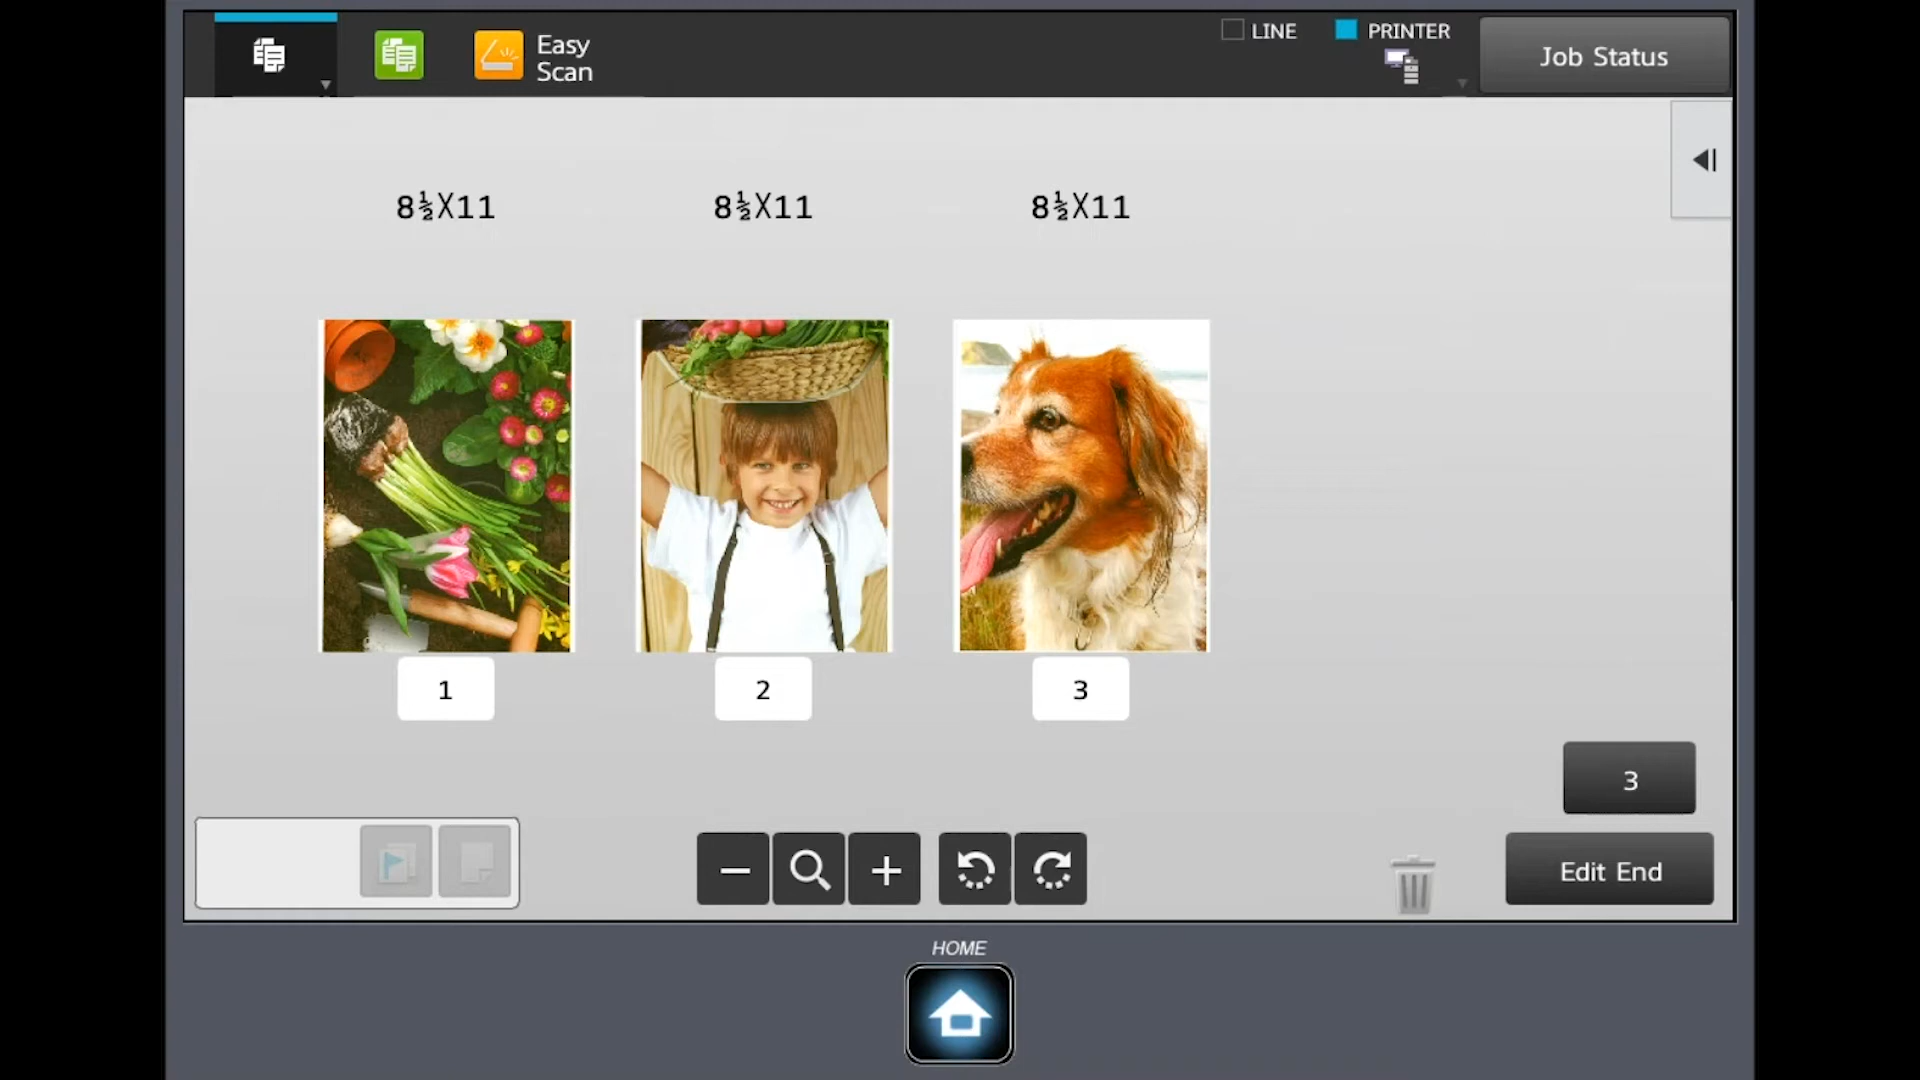 Easy
Scan
LINE
PRINTER
Job Status
8½X11
8½X11
8½X11
1
2
3
3
Edit End
HOME